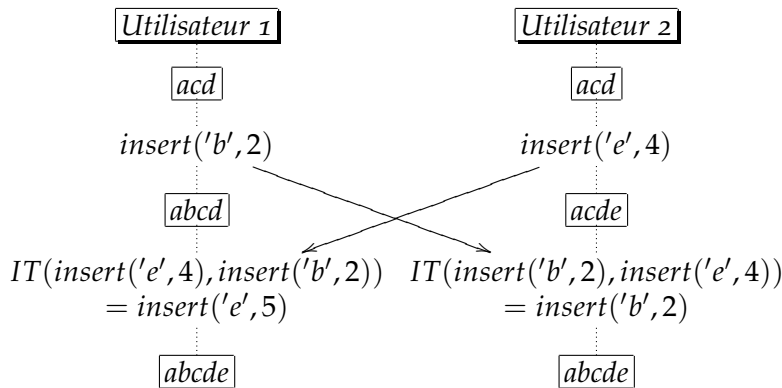 Utilisateur 1 Utilisateur 2
acd acd
insert('b', 2) insert('e', 4)
abcd acde
IT(insert('e', 4), insert('b', 2)) IT(insert('b', 2), insert('e', 4))
= insert('e', 5) = insert('b', 2)
abcde abcde